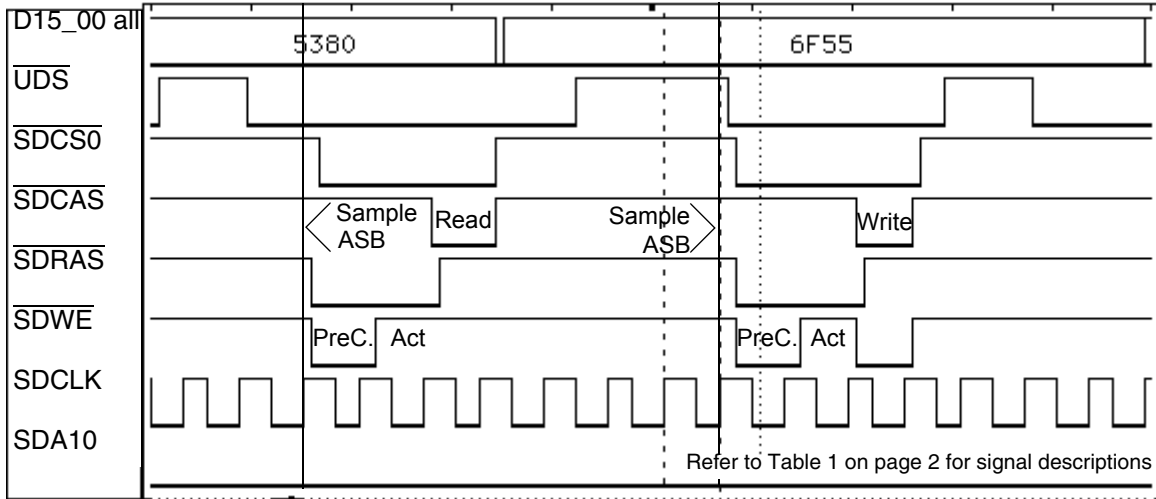 D15_00 all
5380
6F55
UDS
SDCS0
SDCAS
Sample
ASB
Read
Sample
ASB
Write
SDRAS
SDWE
PreC.
Act
PreC.
Act
SDCLK
SDA10
Refer to Table 1 on page 2 for signal descriptions